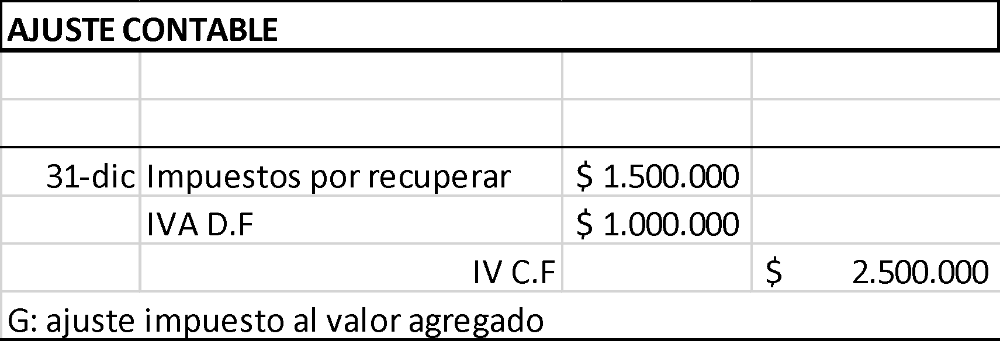 AJUSTE CONTABLE
31-dic Impuestos por recuperar $ 1.500.000
IVA D.F $ 1.000.000
IV C.F $ 2.500.000
G: ajuste impuesto al valor agregado